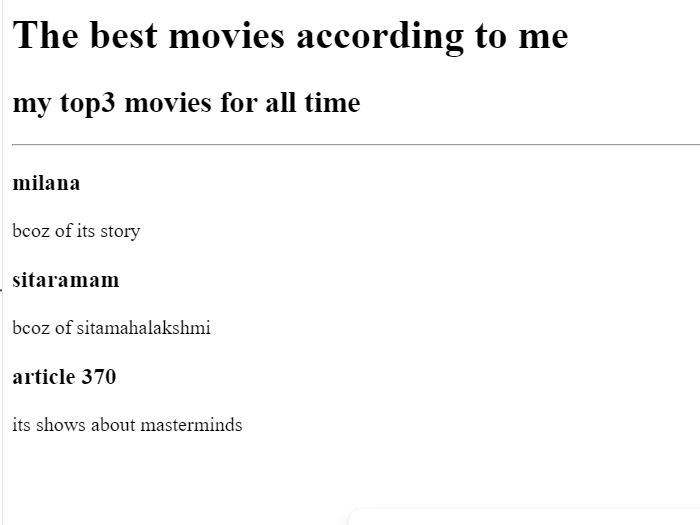 The best movies according to me
my top3 movies for all time
milana
bcoz of its story
sitaramam
bcoz of sitamahalakshmi
article 370
its shows about masterminds